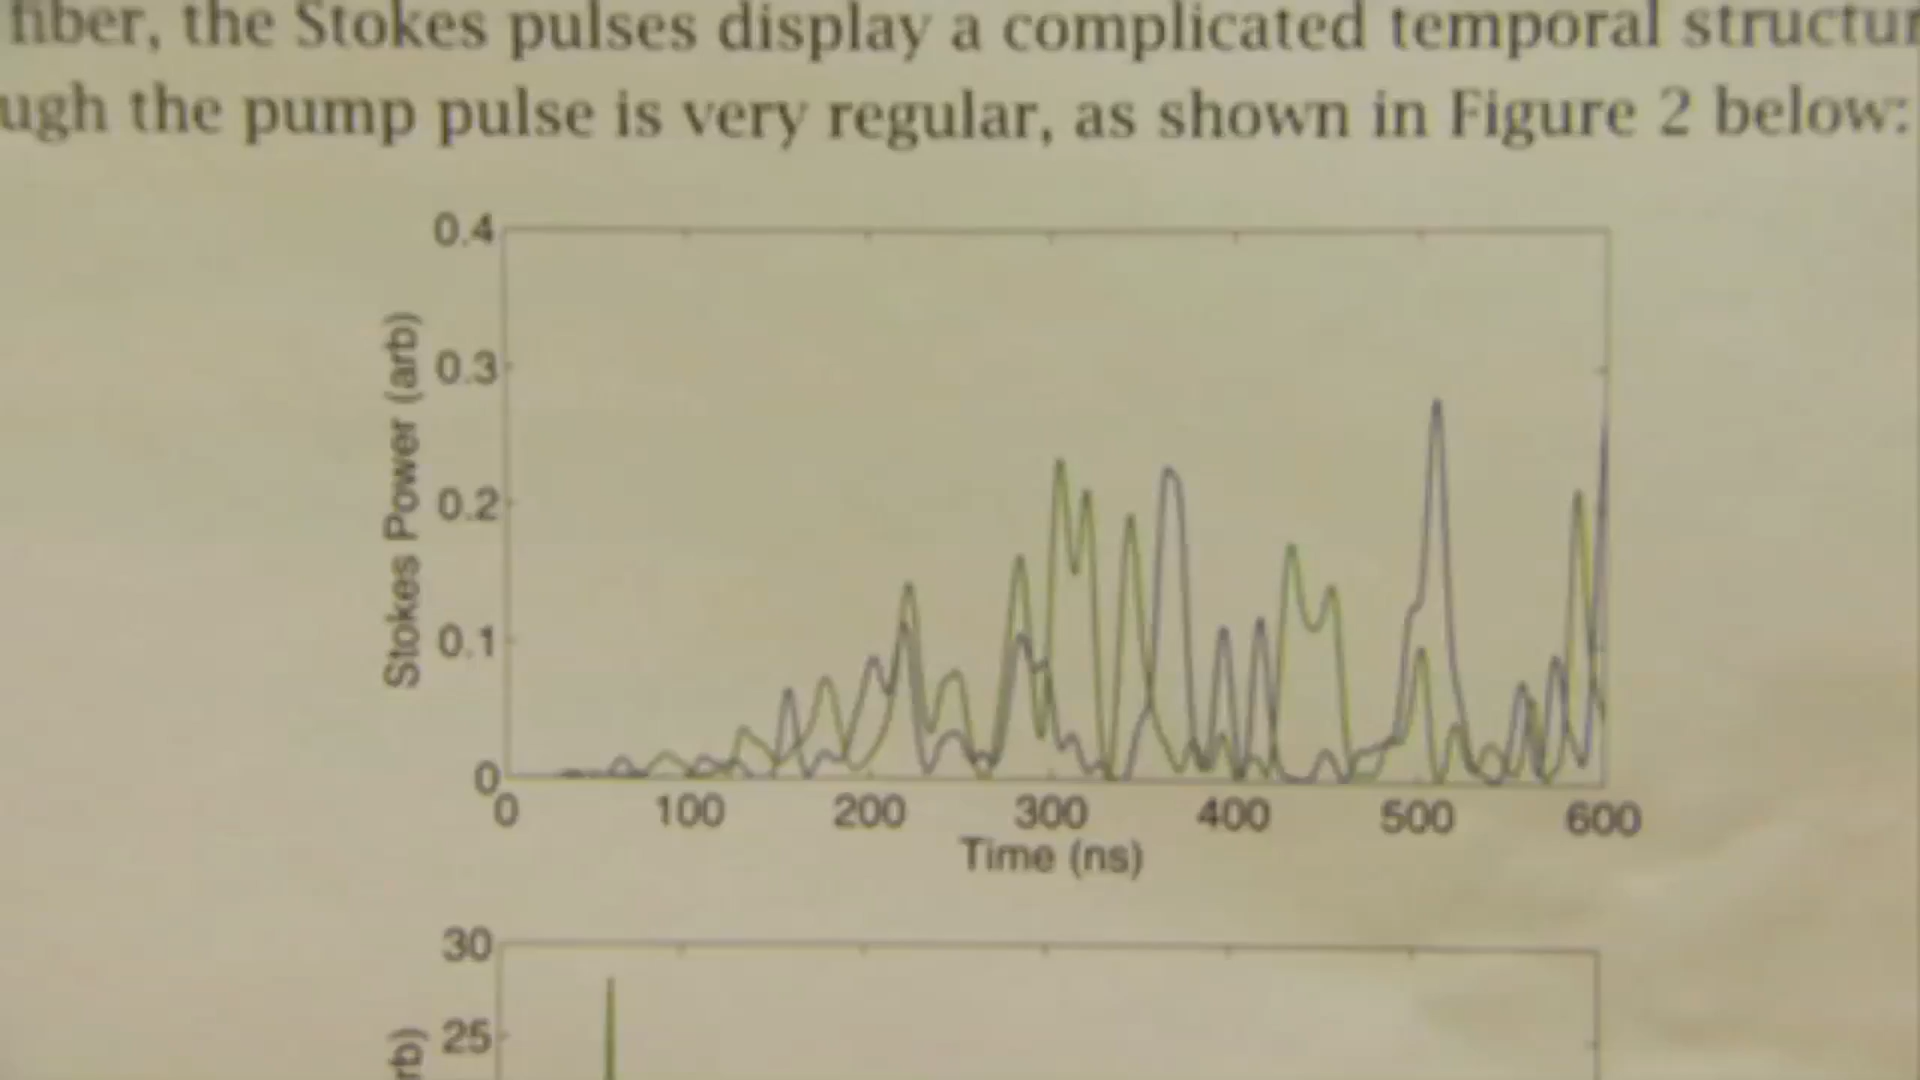 fiber, the Stokes pulses display a complicated temporal structur
ugh the pump pulse is very regular, as shown in Figure 2 below:
0.4
0.3
0.2
0.1
0
Stokes Power (arb)
0 100 200 300 400 500 600
Time (ns)
30
25
rb)